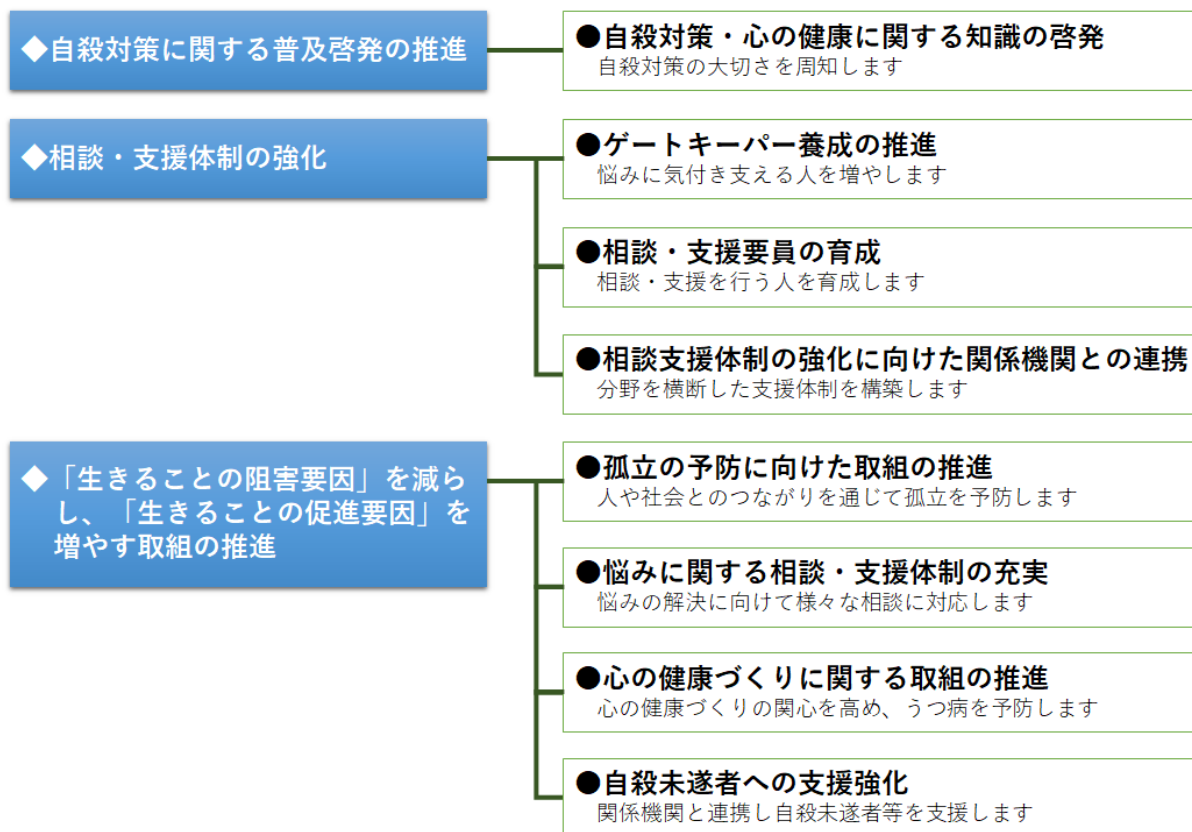 ◆自殺対策に関する普及啓発の推進
●自殺対策・心の健康に関する知識の啓発
自殺対策の大切さを周知します
◆相談・支援体制の強化
●ゲートキーパー養成の推進
悩みに気付き支える人を増やします
●相談・支援要員の育成
相談・支援を行う人を育成します
●相談支援体制の強化に向けた関係機関との連携
分野を横断した支援体制を構築します
◆「生きることの阻害要因」を減ら
し、「生きることの促進要因」を
増やす取組の推進
●孤立の予防に向けた取組の推進
人や社会とのつながりを通じて孤立を予防します
●悩みに関する相談・支援体制の充実
悩みの解決に向けて様々な相談に対応します
●心の健康づくりに関する取組の推進
心の健康づくりの関心を高め、うつ病を予防します
●自殺未遂者への支援強化
関係機関と連携し自殺未遂者等を支援します